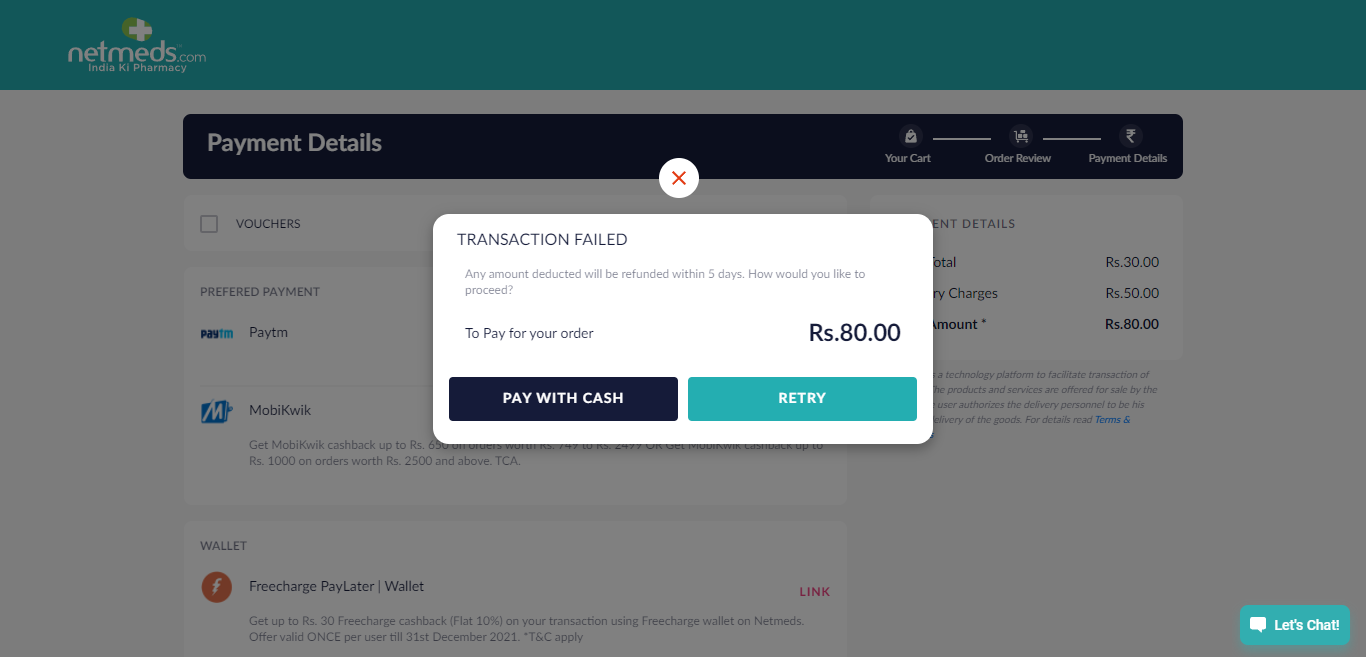 netmeds.com
India Ki Pharmacy
Payment Details
Your Cart
Order Review
Payment Details
VOUCHERS
PREFERED PAYMENT
Paytm
Paytm
MobiKwik
Get MobiKwik cashback up to Rs. 650 on orders worth Rs. 749 to Rs. 2499 OR Get MobiKwik cashback up to
Rs. 1000 on orders worth Rs. 2500 and above. TCA.
WALLET
Freecharge PayLater | Wallet
LINK
Get up to Rs. 30 Freecharge cashback (Flat 10%) on your transaction using Freecharge wallet on Netmeds.
Offer valid ONCE per user till 31st December 2021. *T&C apply
TRANSACTION FAILED
Any amount deducted will be refunded within 5 days. How would you like to
proceed?
To Pay for your order
Rs.80.00
PAY WITH CASH
RETRY
ENT DETAILS
otal Rs.30.00
ry Charges Rs.50.00
Amount * Rs.80.00
s a technology platform to facilitate transaction of
he products and services are offered for sale by the
user authorizes the delivery personnel to be his
elivery of the goods. For details read Terms &
Let's Chat!